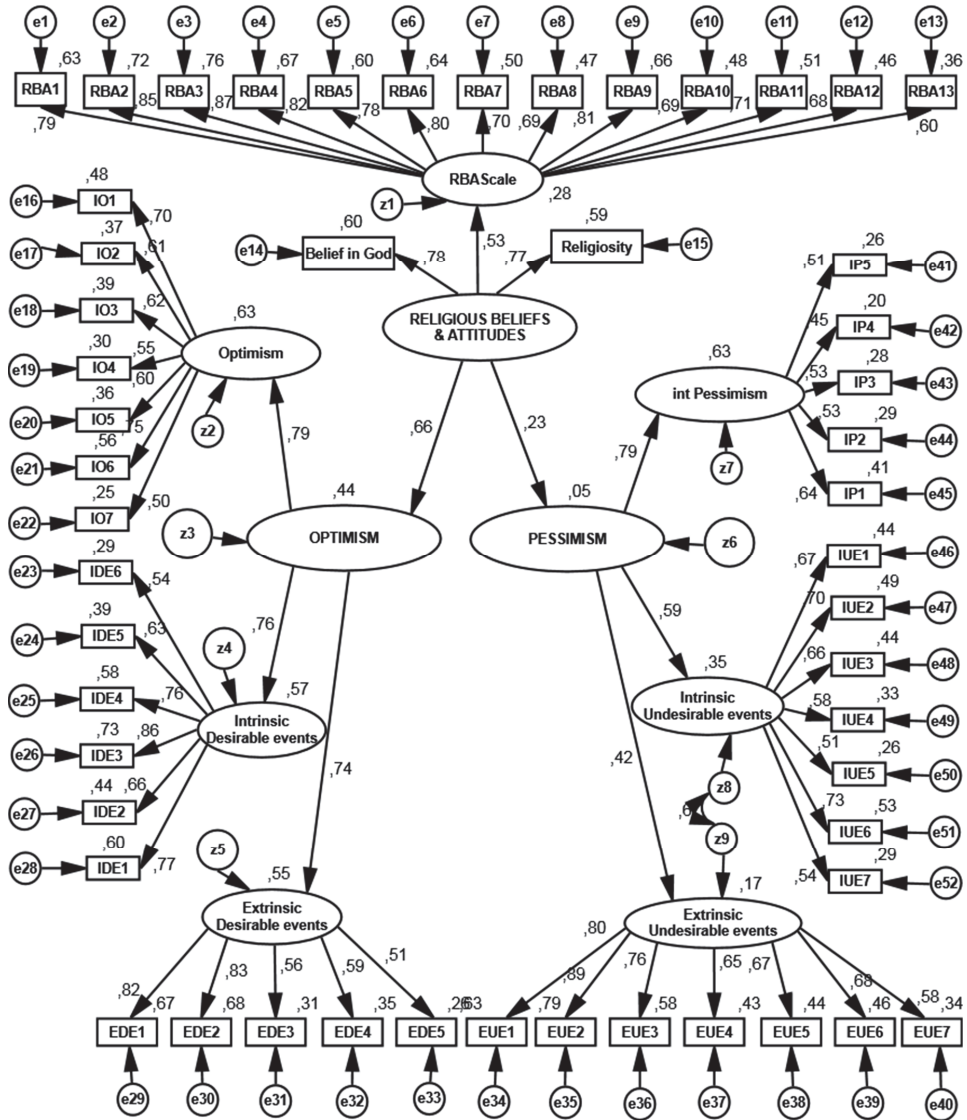 e1 e2 e3 e4 e5 e6 e7 e8 e9 e10 e11 e12 e13
,63 ,72 ,76 ,67 ,60 ,64 ,50 ,47 ,66 ,48 ,51 ,46 ,36
RBA1 RBA2 RBA3 RBA4 RBA5 RBA6 RBA7 RBA8 RBA9 RBA10 RBA11 RBA12 RBA13
,79 ,85 ,87 ,82 ,78 ,80 ,70 ,69 ,81 ,69 ,71 ,68 ,60
RBAScale
,28
z1
,48
e16 IO1 ,70
,37
e17 IO2 ,61
,39
e18 IO3 ,62
,30
e19 IO4 ,55
,36
e20 IO5 ,60
,56
e21 IO6
,25
e22 IO7 ,50
,63
Optimism
z2
,79
,60
e14 Belief in God ,78
,53
,59
,77 Religiosity e15
RELIGIOUS BELIEFS
& ATTITUDES
,66 ,23
,26
,51 IP5 e41
,20
,45 IP4 e42
,28
,53 IP3 e43
,29
,53 IP2 e44
,41
,64 IP1 e45
,63
int Pessimism
z7
,79
,44
z3 OPTIMISM
,05
PESSIMISM z6
,29
e23 IDE6 ,54
,39
e24 IDE5 ,63
,58
e25 IDE4 ,76
,73
e26 IDE3 ,86
,44
e27 IDE2 ,66
,60
e28 IDE1 ,77
,76
z4
,57
Intrinsic
Desirable events
,74
,59
,42
,35
Intrinsic
Undesirable events
z8
z9
,44
,67 IUE1 e46
,49
,70 IUE2 e47
,44
,66 IUE3 e48
,33
,58 IUE4 e49
,26
,51 IUE5 e50
,53
,73 IUE6 e51
,29
,54 IUE7 e52
z5
,55
Extrinsic
Desirable events
,17
Extrinsic
Undesirable events
,82 ,83 ,56 ,59 ,51 ,80 ,89 ,76 ,65 ,67 ,68 ,58
,67 ,68 ,31 ,35 ,26 ,63 ,79 ,58 ,43 ,44 ,46 ,34
EDE1 EDE2 EDE3 EDE4 EDE5 EUE1 EUE2 EUE3 EUE4 EUE5 EUE6 EUE7
e29 e30 e31 e32 e33 e34 e35 e36 e37 e38 e39 e40